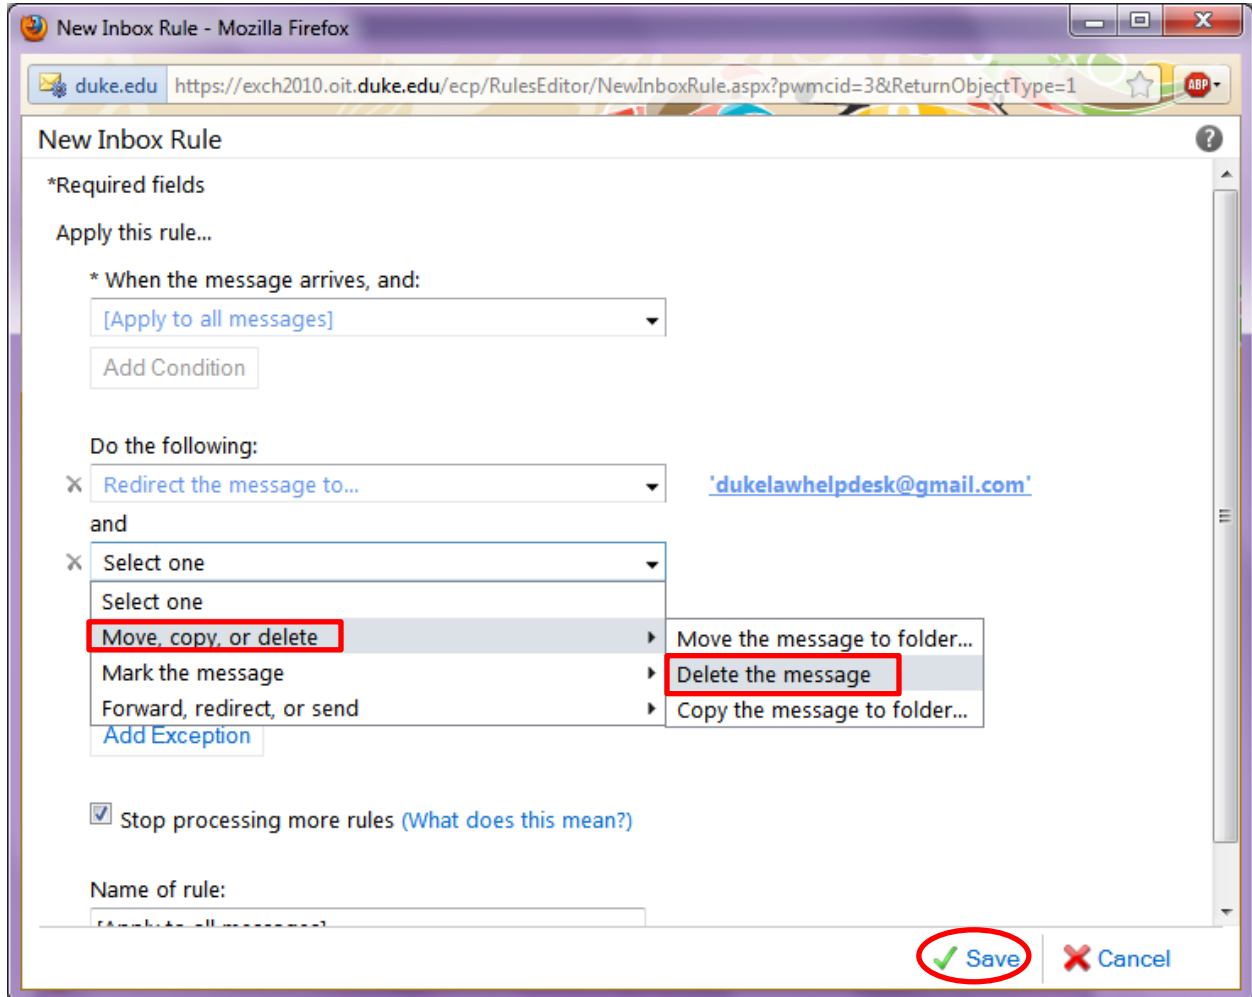 New Inbox Rule - Mozilla Firefox
duke.edu https://exch2010.oit.duke.edu/ecp/RulesEditor/NewInboxRule.aspx?pwmcid=3&ReturnObjectType=1 ABP
New Inbox Rule ?
*Required fields
Apply this rule...
* When the message arrives, and:
[Apply to all messages]
Add Condition
Do the following:
Redirect the message to... 'dukelawhelpdesk@gmail.com'
and
Select one
Select one
Move, copy, or delete Move the message to folder...
Mark the message Delete the message
Forward, redirect, or send Copy the message to folder...
Add Exception
Stop processing more rules (What does this mean?)
Name of rule:
[Apply to all messages]
Save Cancel